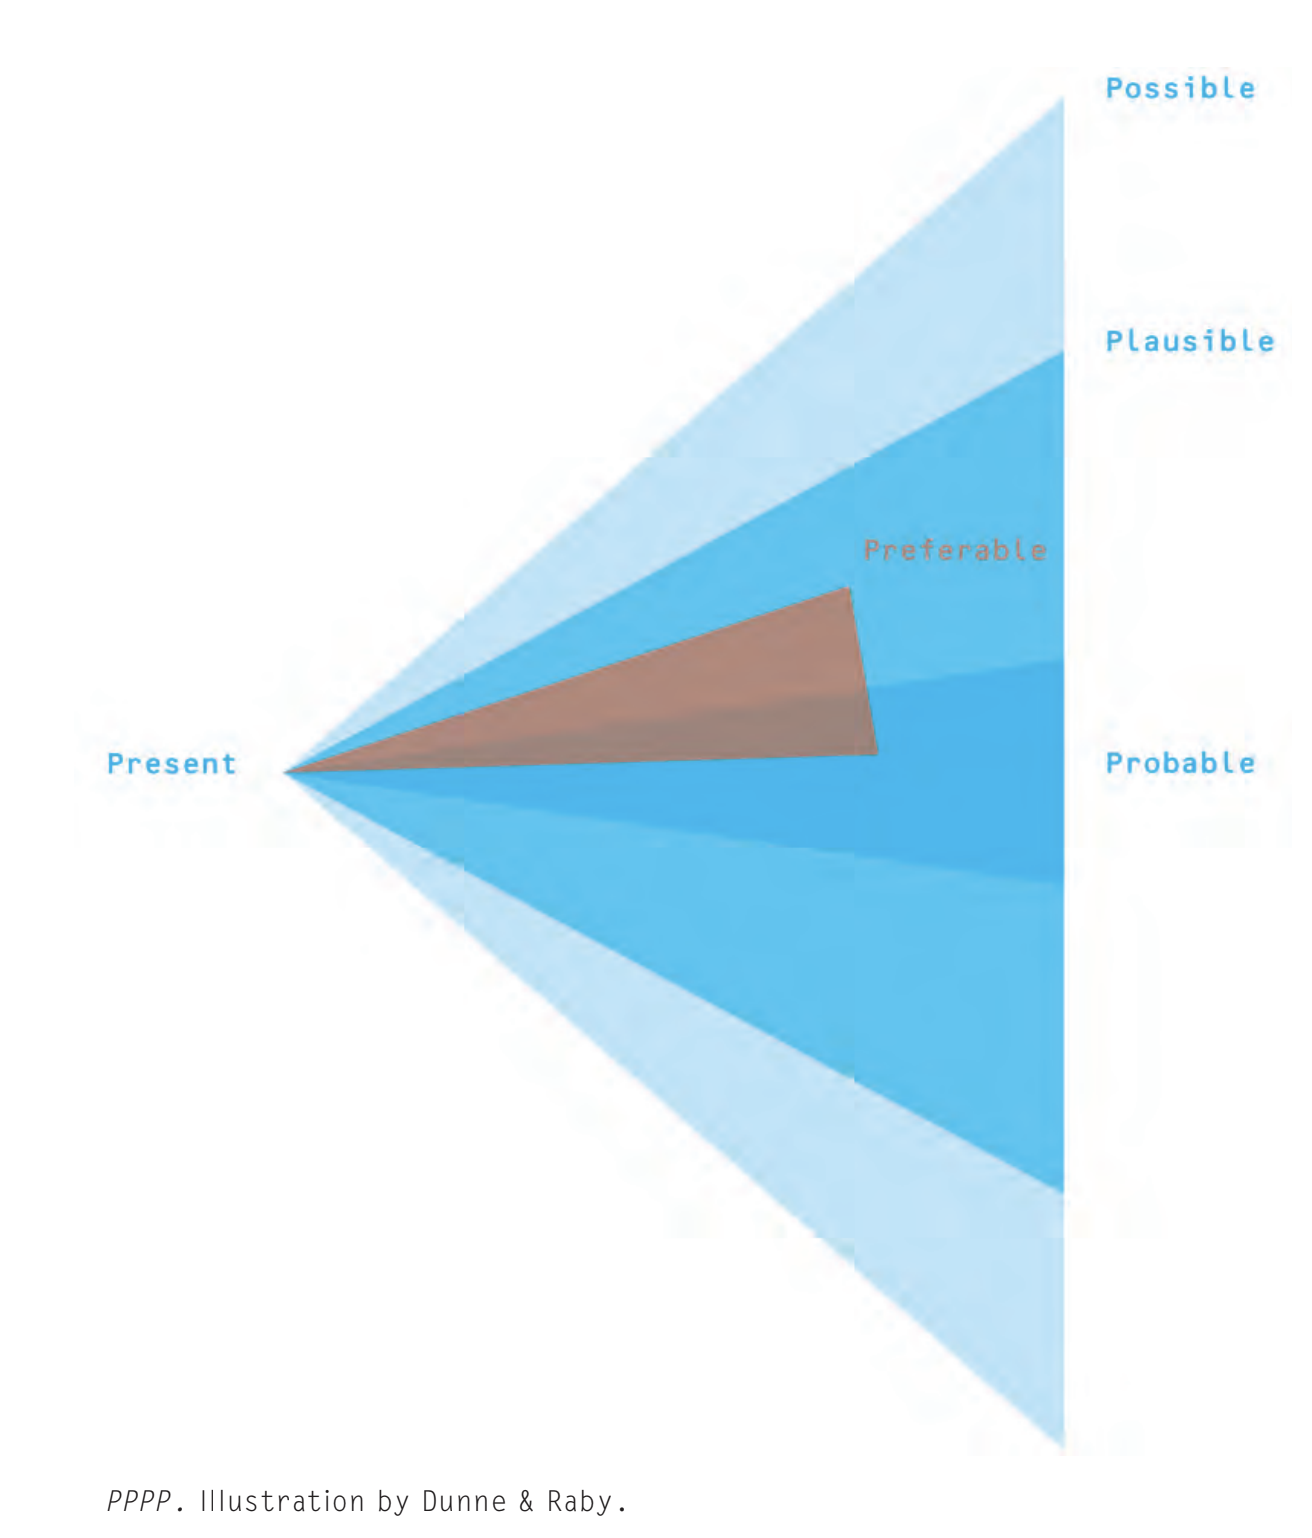 Possible
Plausible
Preferable
Present
Probable
PPPP. Illustration by Dunne & Raby.